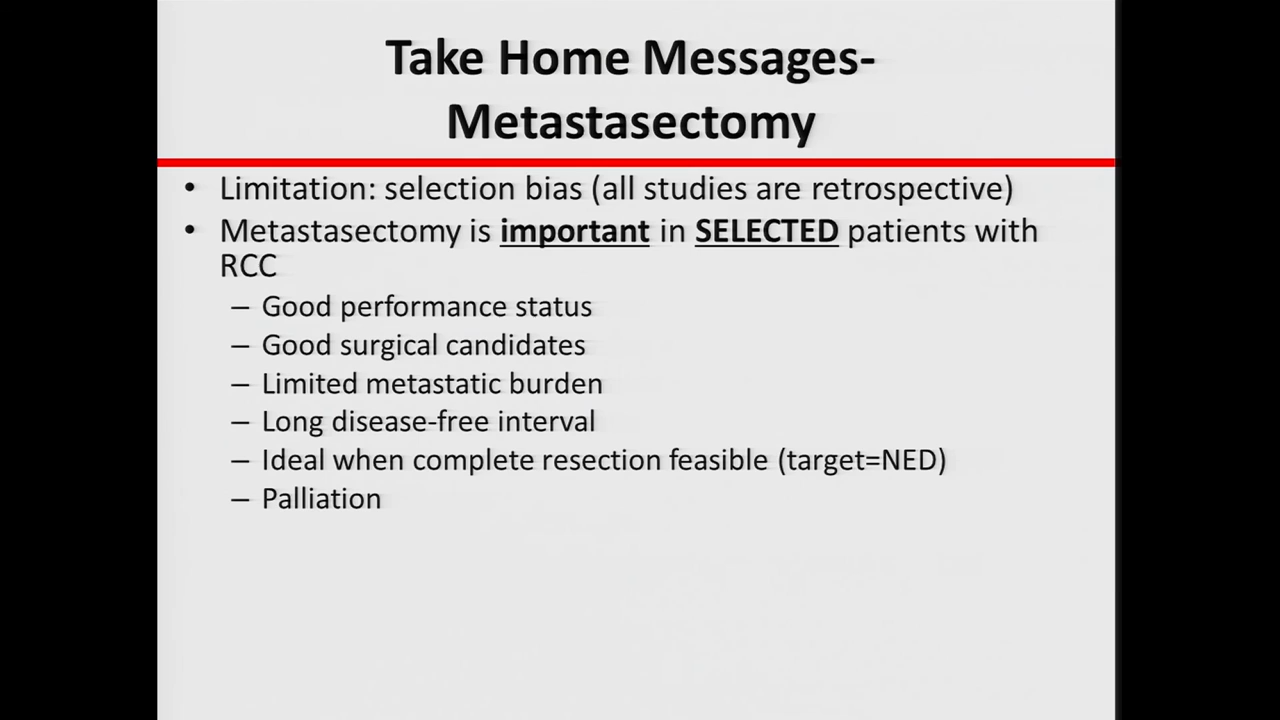 Take Home Messages-
Metastasectomy
• Limitation: selection bias (all studies are retrospective)
• Metastasectomy is important in SELECTED patients with
RCC
– Good performance status
– Good surgical candidates
– Limited metastatic burden
– Long disease-free interval
– Ideal when complete resection feasible (target=NED)
– Palliation